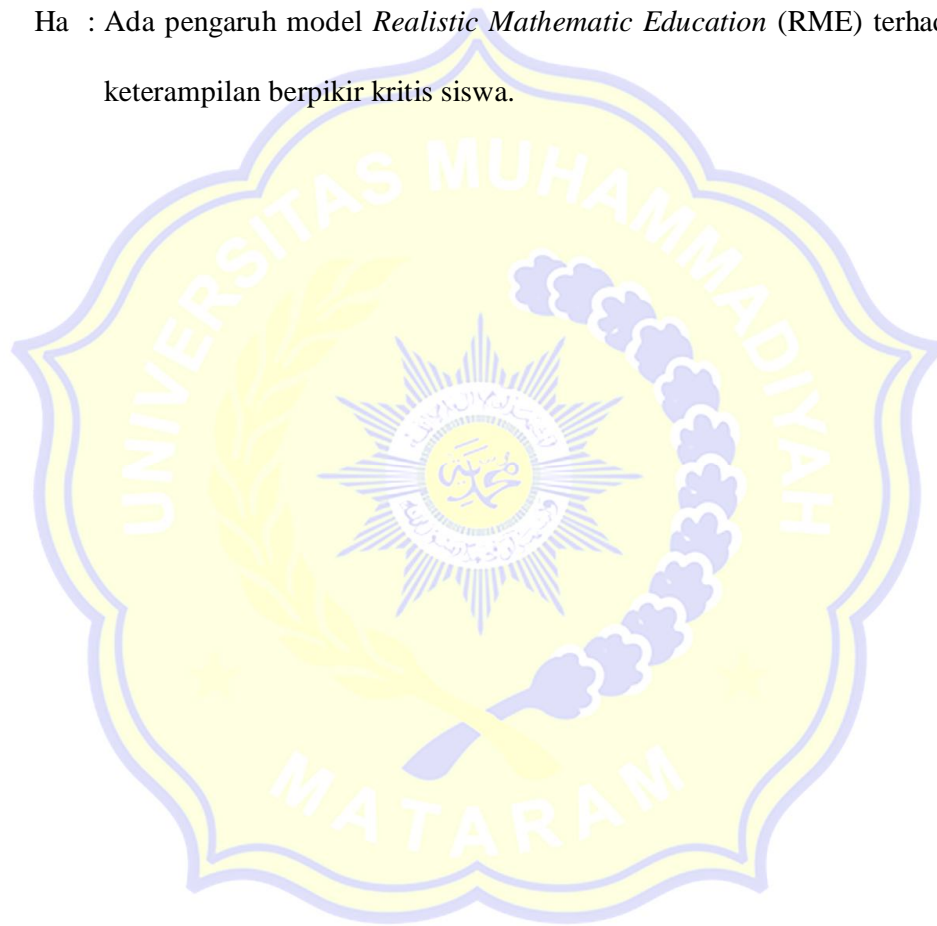 Ha : Ada pengaruh model Realistic Mathematic Education (RME) terhad
keterampilan berpikir kritis siswa.
UNIVERSITAS MUHAMMADIYAH
MATARAM